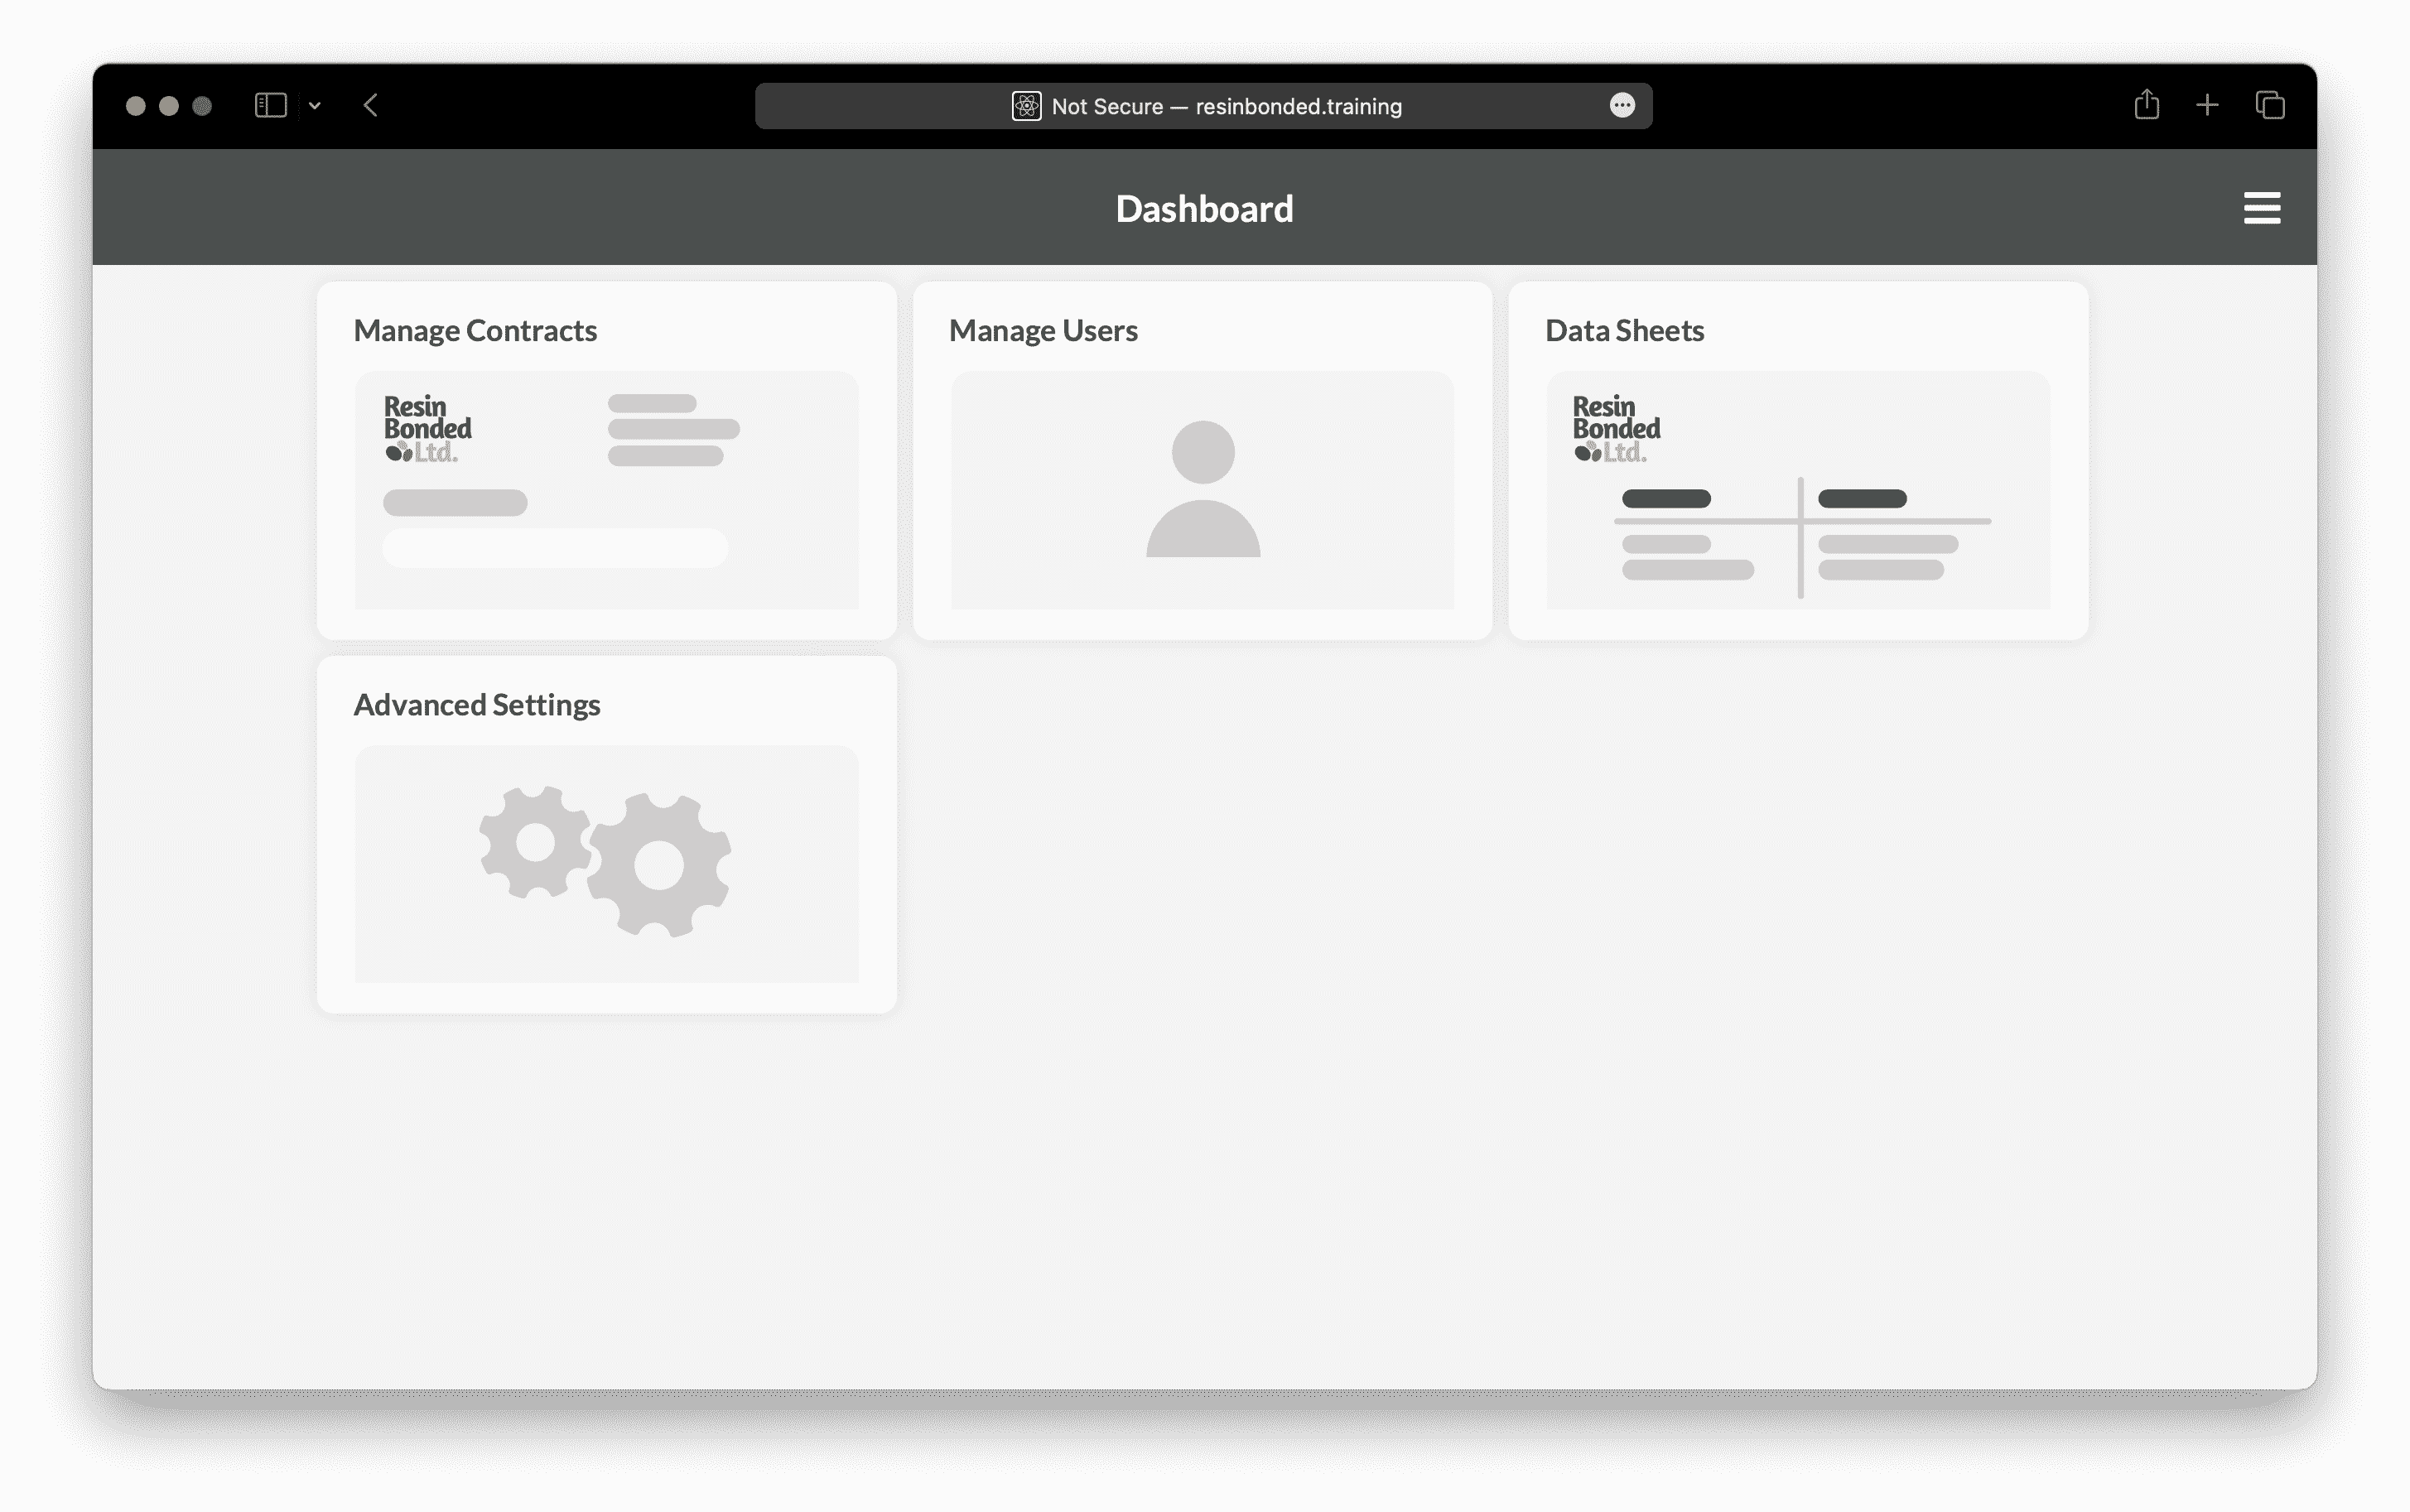 Not Secure — resinbonded.training
Dashboard
Manage Contracts
Resin
Bonded
Ltd.
Manage Users
Data Sheets
Resin
Bonded
Ltd.
Advanced Settings